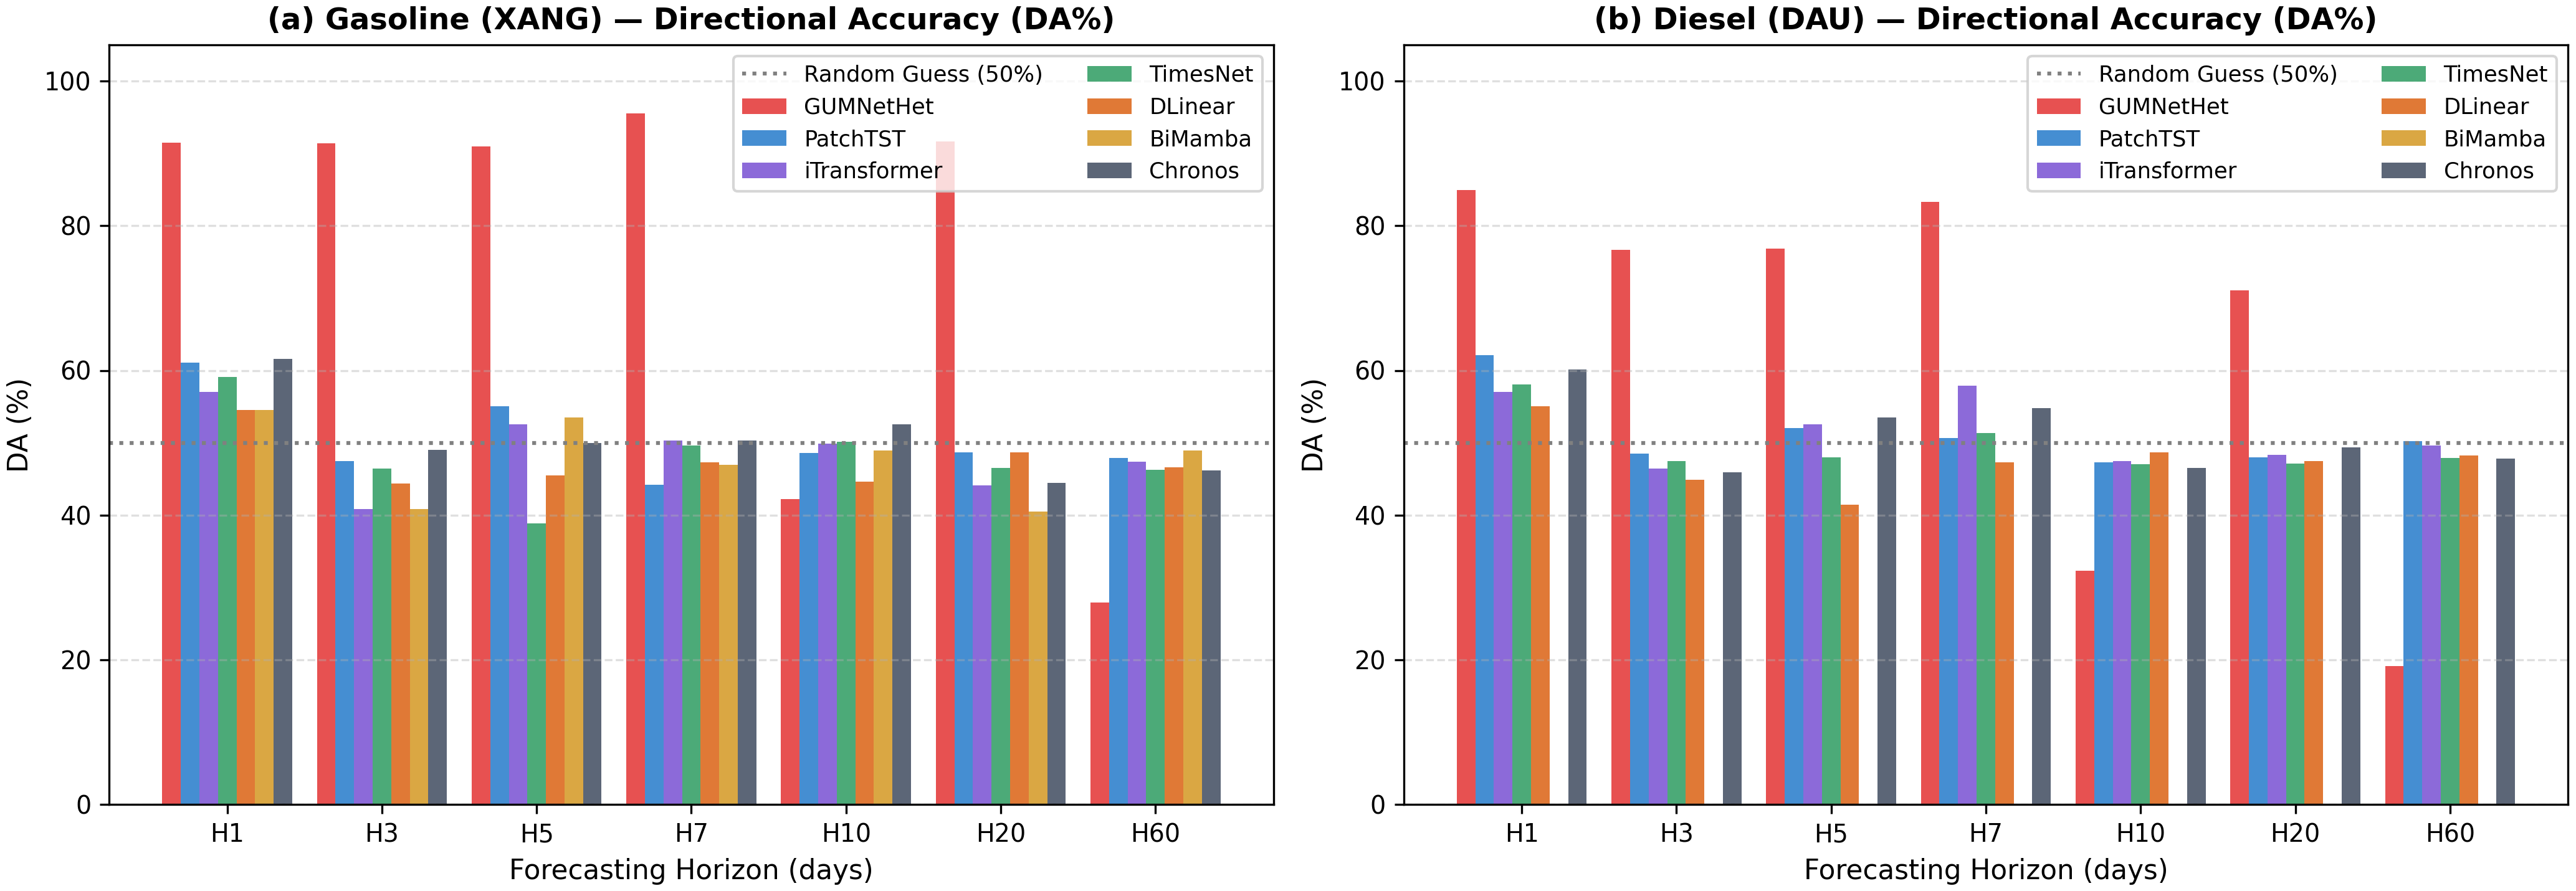 (a) Gasoline (XANG) — Directional Accuracy (DA%)
Random Guess (50%)
GUMNetHet
PatchTST
iTransformer
TimesNet
DLinear
BiMamba
Chronos
DA (%)
100
80
60
40
20
0
H1 H3 H5 H7 H10 H20 H60
Forecasting Horizon (days)
(b) Diesel (DAU) — Directional Accuracy (DA%)
Random Guess (50%)
GUMNetHet
PatchTST
iTransformer
TimesNet
DLinear
BiMamba
Chronos
DA (%)
100
80
60
40
20
0
H1 H3 H5 H7 H10 H20 H60
Forecasting Horizon (days)